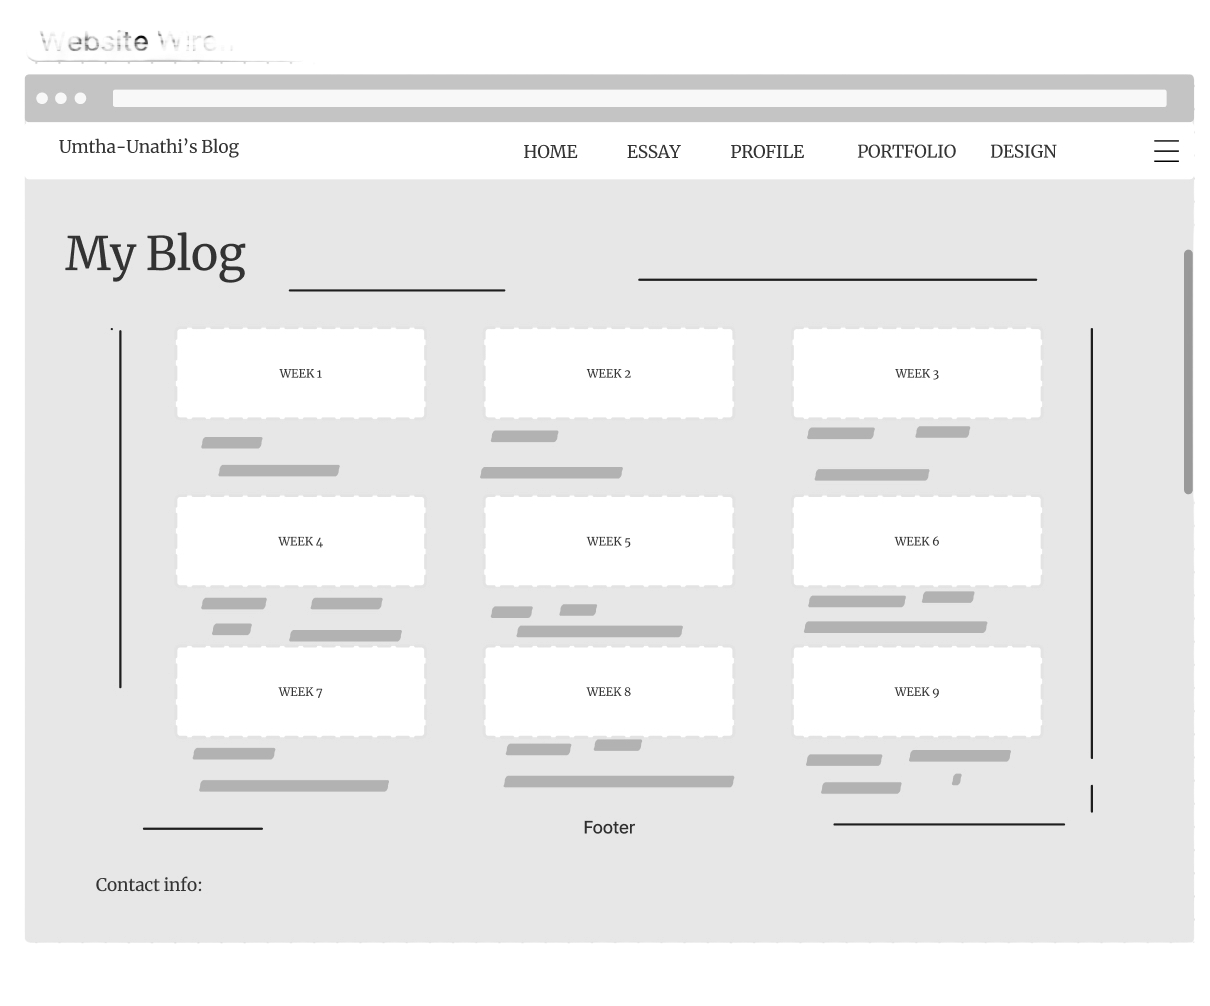 Website Wire
Umtha-Unathi's Blog HOME ESSAY PROFILE PORTFOLIO DESIGN
My Blog
WEEK 1 WEEK 2 WEEK 3
WEEK 4 WEEK 5 WEEK 6
WEEK 7 WEEK 8 WEEK 9
Footer
Contact info: